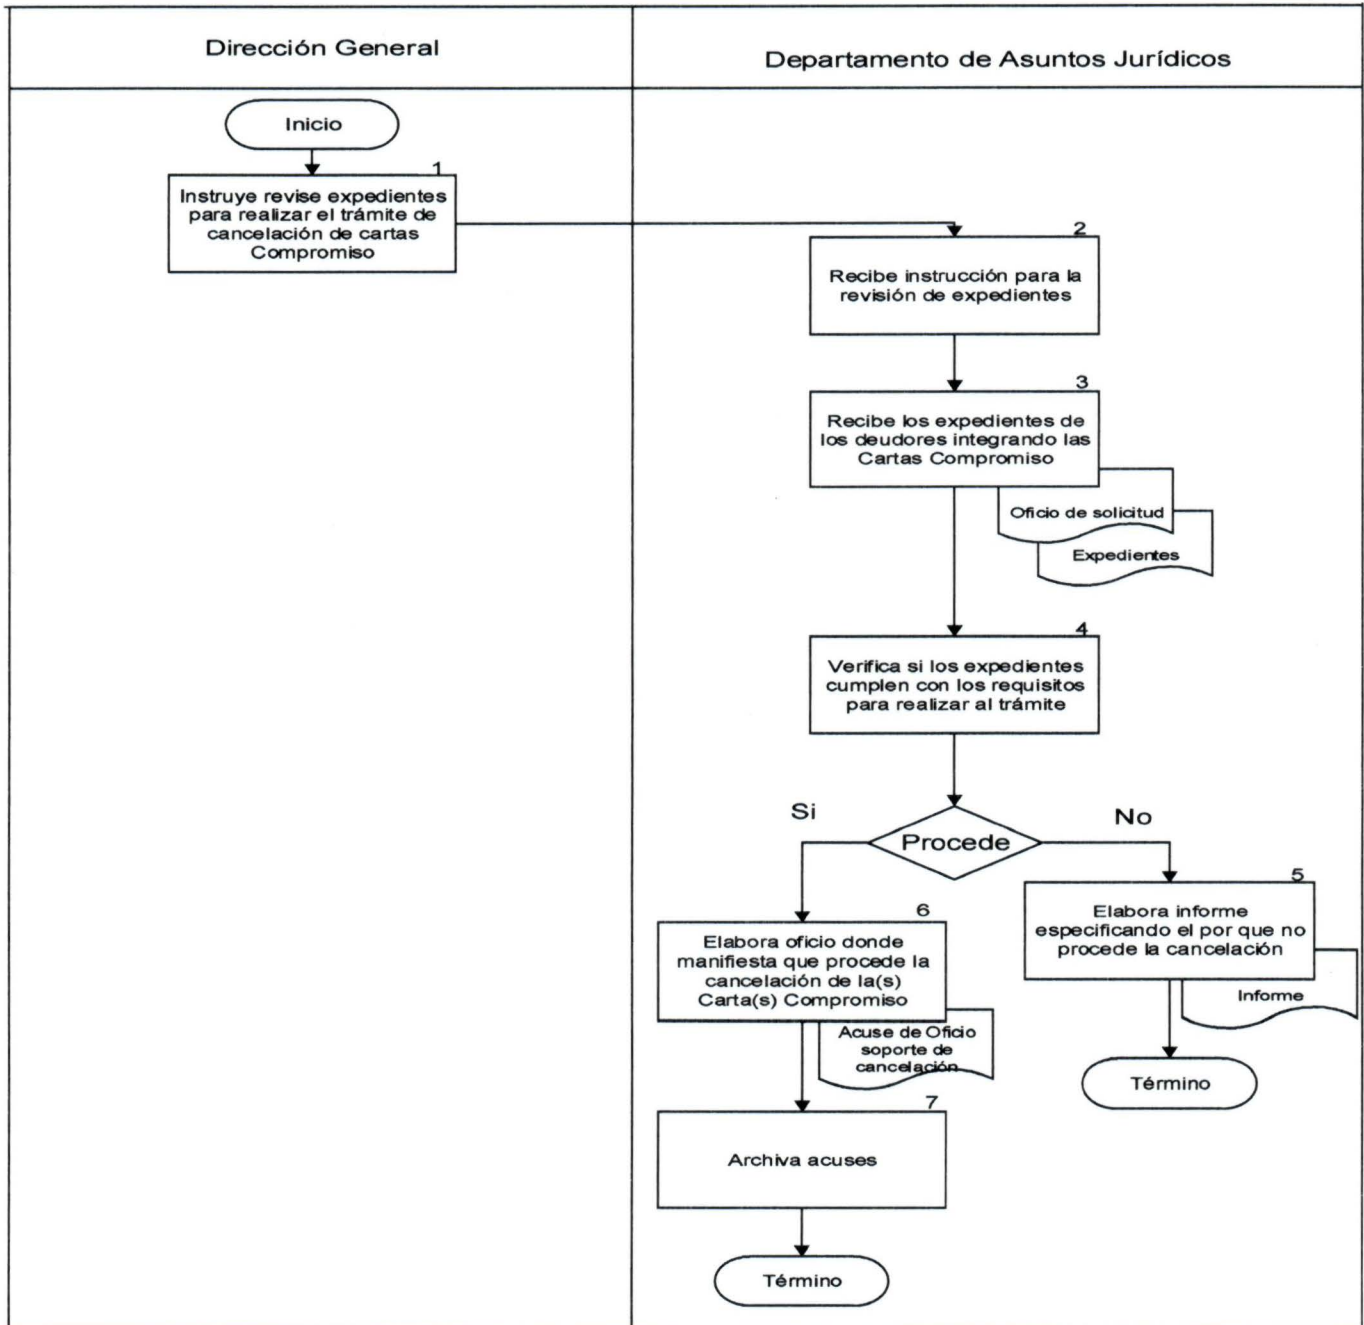 Dirección General
Departamento de Asuntos Jurídicos
Inicio
1
Instruye revise expedientes
para realizar el trámite de
cancelación de cartas
Compromiso
2
Recibe instrucción para la
revisión de expedientes
3
Recibe los expedientes de
los deudores integrando las
Cartas Compromiso
Oficio de solicitud
Expedientes
4
Verifica si los expedientes
cumplen con los requisitos
para realizar al trámite
Procede
Si
No
5
Elabora informe
especificando el por que no
procede la cancelación
Informe
Término
6
Elabora oficio donde
manifiesta que procede la
cancelación de la(s)
Carta(s) Compromiso
Acuse de Oficio
soporte de
cancelación
7
Archiva acuses
Término